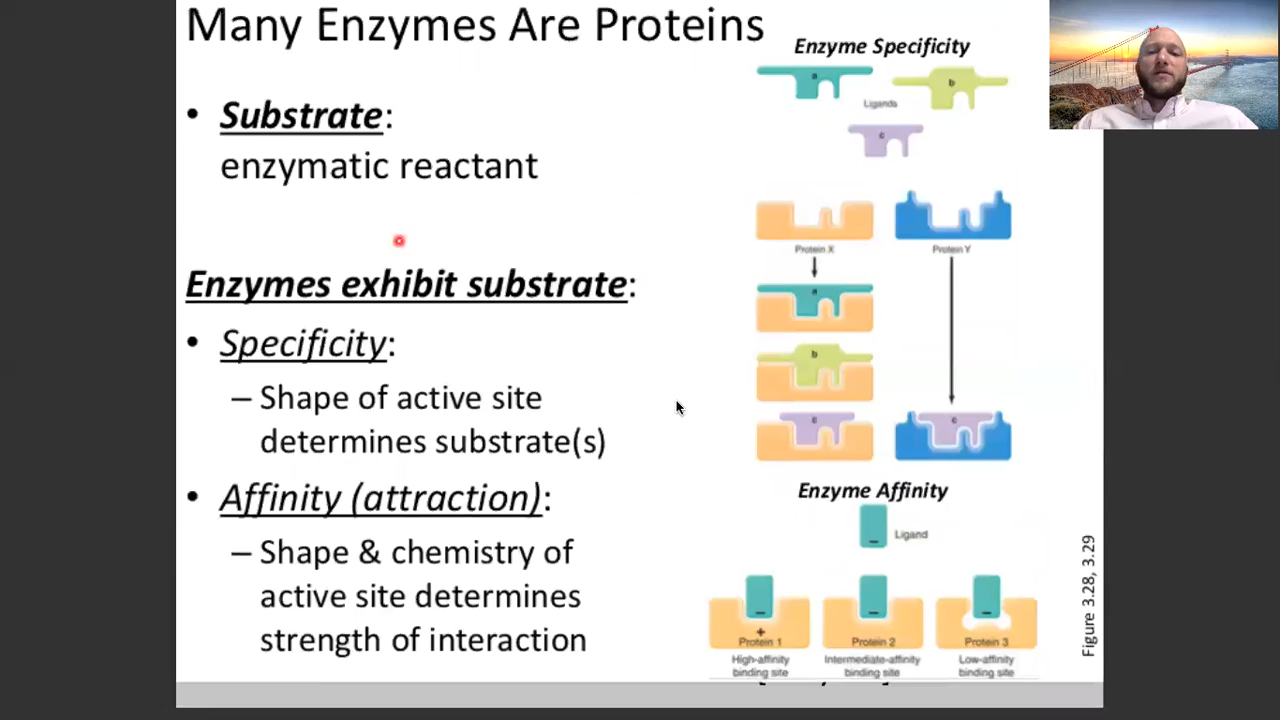 Many Enzymes Are Proteins
• Substrate:
enzymatic reactant
Enzymes exhibit substrate:
• Specificity:
– Shape of active site
determines substrate(s)
• Affinity (attraction):
– Shape & chemistry of
active site determines
strength of interaction
Enzyme Specificity
a
b
Ligands
c
Protein X
Protein Y
a
b
c
c
Enzyme Affinity
–
Ligand
–
–
–
+
Protein 1
Protein 2
Protein 3
High-affinity
binding site
Intermediate-affinity
binding site
Low-affinity
binding site
Figure 3.28, 3.29